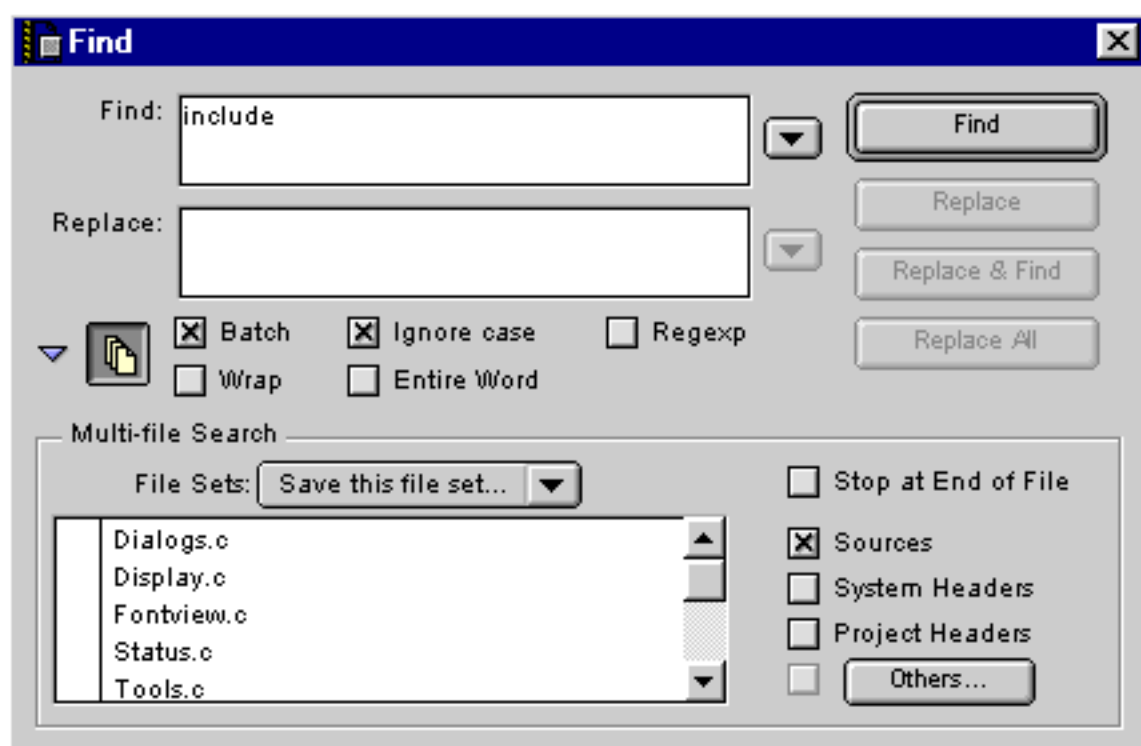 Find
Find: include
Find
Replace:
Replace
Replace & Find
Replace All
Batch
Ignore case
Regexp
Wrap
Entire Word
Multi-file Search
File Sets: Save this file set...
Stop at End of File
Dialogs.c
Display.c
Fontview.c
Status.c
Tools.c
Sources
System Headers
Project Headers
Others...